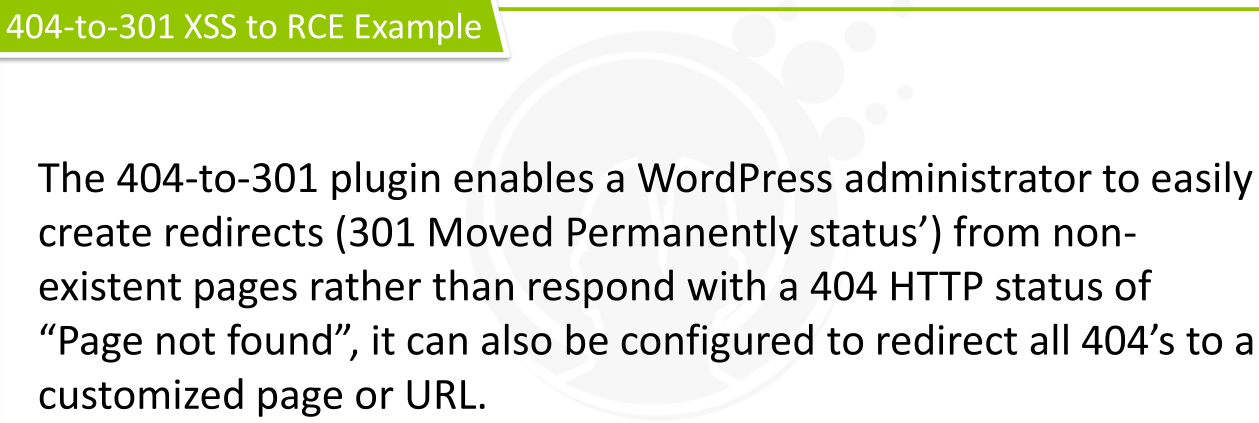 404-to-301 XSS to RCE Example
The 404-to-301 plugin enables a WordPress administrator to easily
create redirects (301 Moved Permanently status’) from non-
existent pages rather than respond with a 404 HTTP status of
“Page not found”, it can also be configured to redirect all 404’s to a
customized page or URL.